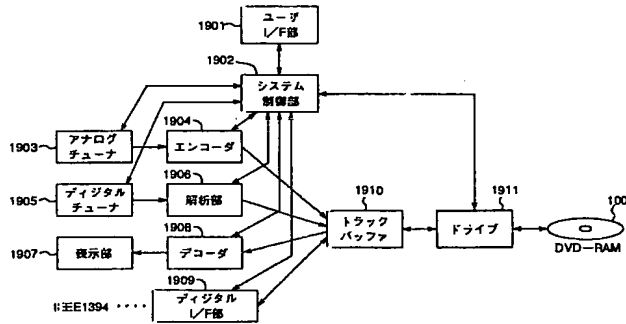 1901
ユーザ
I/F部
1902
システム
制御部
1903
アナログ
チューナ
1904
エンコーダ
1905
ディジタル
チューナ
1906
解析部
1907
表示部
1908
デコーダ
1909
ディジタル
I/F部
IEEE1394 ····
1910
トラック
バッファ
1911
ドライブ
100
DVD-RAM